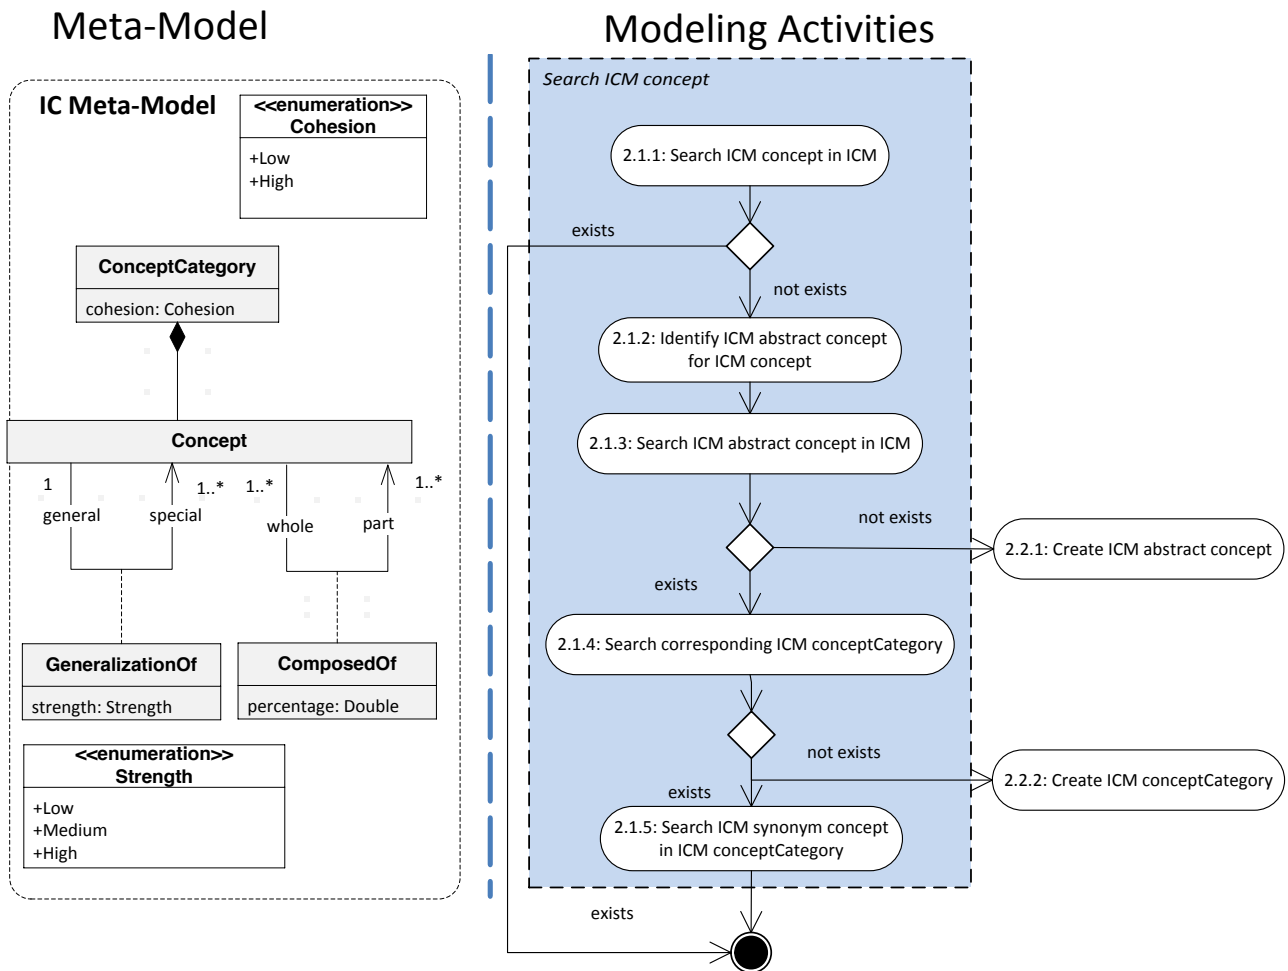 Meta-Model
IC Meta-Model
<<enumeration>>
Cohesion
+Low
+High
ConceptCategory
cohesion: Cohesion
Concept
1
1..*
1..*
1..*
general
special
whole
part
GeneralizationOf
strength: Strength
ComposedOf
percentage: Double
<<enumeration>>
Strength
+Low
+Medium
+High
Modeling Activities
Search ICM concept
2.1.1: Search ICM concept in ICM
exists
not exists
2.1.2: Identify ICM abstract concept
for ICM concept
2.1.3: Search ICM abstract concept in ICM
not exists
2.2.1: Create ICM abstract concept
exists
2.1.4: Search corresponding ICM conceptCategory
not exists
2.2.2: Create ICM conceptCategory
exists
2.1.5: Search ICM synonym concept
in ICM conceptCategory
exists